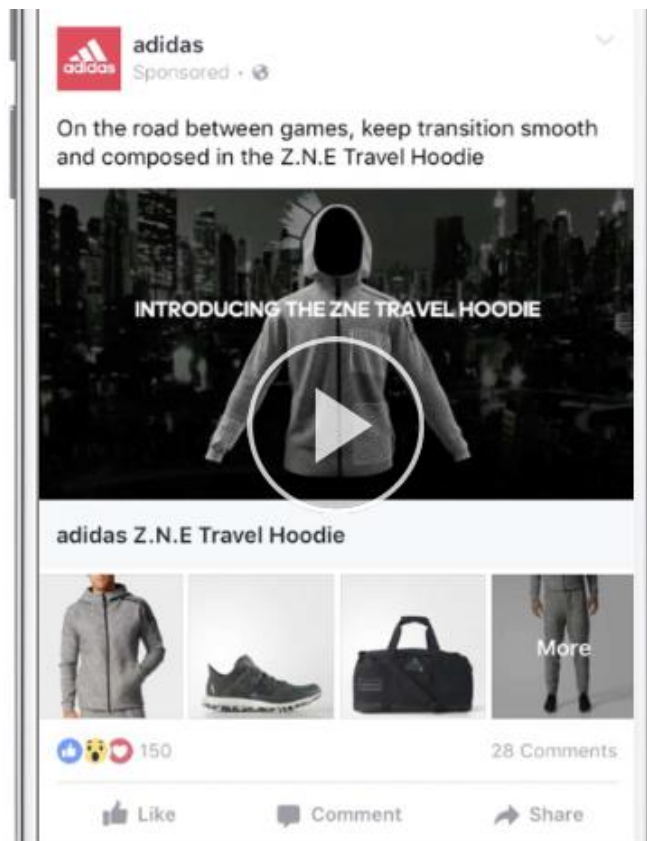 adidas
adidas
Sponsored ·
On the road between games, keep transition smooth
and composed in the Z.N.E Travel Hoodie
INTRODUCING THE ZNE TRAVEL HOODIE
adidas Z.N.E Travel Hoodie
More
150
28 Comments
Like
Comment
Share